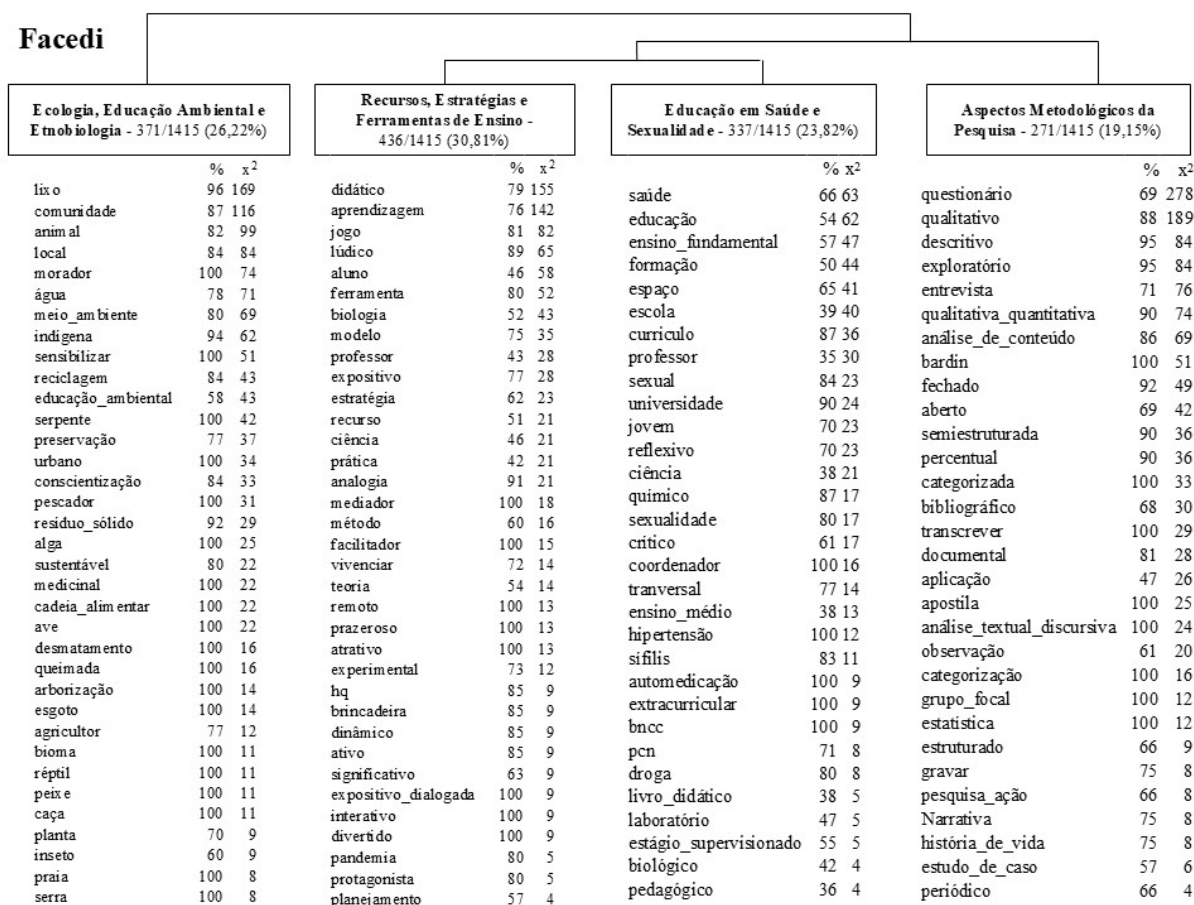 Facedi
Ecologia, Educação Ambiental e
Etnobiologia - 371/1415 (26,22%)
% x²
lixo 96 169
comunidade 87 116
animal 82 99
local 84 84
morador 100 74
água 78 71
meio_ambiente 80 69
indígena 94 62
sensibilizar 100 51
reciclagem 84 43
educação_ambiental 58 43
serpente 100 42
preservação 77 37
urbano 100 34
conscientização 84 33
pescador 100 31
resíduo_sólido 92 29
alga 100 25
sustentável 80 22
medicinal 100 22
cadeia_alimentar 100 22
ave 100 22
desmatamento 100 16
queimada 100 16
arborização 100 14
esgoto 100 14
agricultor 77 12
bioma 100 11
réptil 100 11
peixe 100 11
caça 100 11
planta 70 9
inseto 60 9
praia 100 8
serra 100 8
Recursos, Estratégias e
Ferramentas de Ensino -
436/1415 (30,81%)
% x²
didático 79 155
aprendizagem 76 142
jogo 81 82
lúdico 89 65
aluno 46 58
ferramenta 80 52
biologia 52 43
modelo 75 35
professor 43 28
expositivo 77 28
estratégia 62 23
recurso 51 21
ciência 46 21
prática 42 21
analogia 91 21
mediador 100 18
método 60 16
facilitador 100 15
vivenciar 72 14
teoria 54 14
remoto 100 13
prazeroso 100 13
atrativo 100 13
experimental 73 12
hq 85 9
brincadeira 85 9
dinâmico 85 9
ativo 85 9
significativo 63 9
expositivo_dialogada 100 9
interativo 100 9
divertido 100 9
pandemia 80 5
protagonista 80 5
planejamento 57 4
Educação em Saúde e
Sexualidade - 337/1415 (23,82%)
% x²
saúde 66 63
educação 54 62
ensino_fundamental 57 47
formação 50 44
espaço 65 41
escola 39 40
currículo 87 36
professor 35 30
sexual 84 23
universidade 90 24
jovem 70 23
reflexivo 70 23
ciência 38 21
químico 87 17
sexualidade 80 17
crítico 61 17
coordenador 100 16
tranversal 77 14
ensino_médio 38 13
hipertensão 100 12
sífilis 83 11
automedicação 100 9
extracurricular 100 9
bncc 100 9
pcn 71 8
droga 80 8
livro_didático 38 5
laboratório 47 5
estágio_supervisionado 55 5
biológico 42 4
pedagógico 36 4
Aspectos Metodológicos da
Pesquisa - 271/1415 (19,15%)
% x²
questionário 69 278
qualitativo 88 189
descritivo 95 84
exploratório 95 84
entrevista 71 76
qualitativa_quantitativa 90 74
análise_de_conteúdo 86 69
bardin 100 51
fechado 92 49
aberto 69 42
semiestruturada 90 36
percentual 90 36
categorizada 100 33
bibliográfico 68 30
transcrever 100 29
documental 81 28
aplicação 47 26
apostila 100 25
análise_textual_discursiva 100 24
observação 61 20
categorização 100 16
grupo_focal 100 12
estatística 100 12
estruturado 66 9
gravar 75 8
pesquisa_ação 66 8
Narrativa 75 8
história_de_vida 75 8
estudo_de_caso 57 6
periódico 66 4